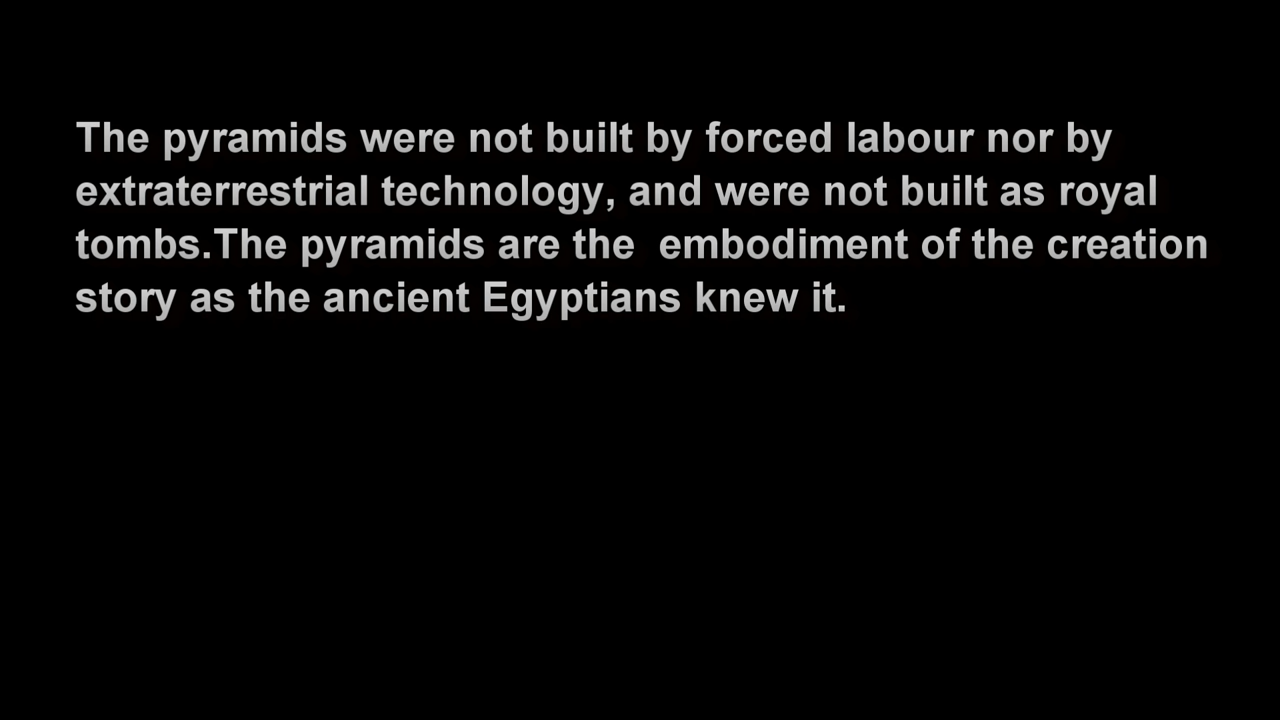 The pyramids were not built by forced labour nor by
extraterrestrial technology, and were not built as royal
tombs.The pyramids are the  embodiment of the creation
story as the ancient Egyptians knew it.